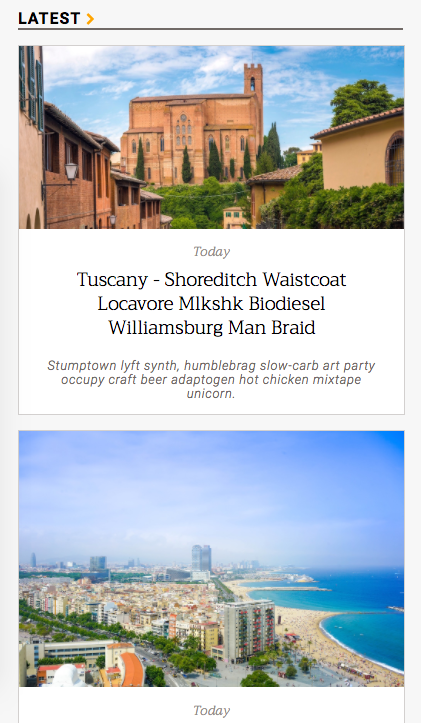 LATEST
Today
Tuscany - Shoreditch Waistcoat
Locavore Mlkshk Biodiesel
Williamsburg Man Braid
Stumptown lyft synth, humblebrag slow-carb art party
occupy craft beer adaptogen hot chicken mixtape
unicorn.
Today